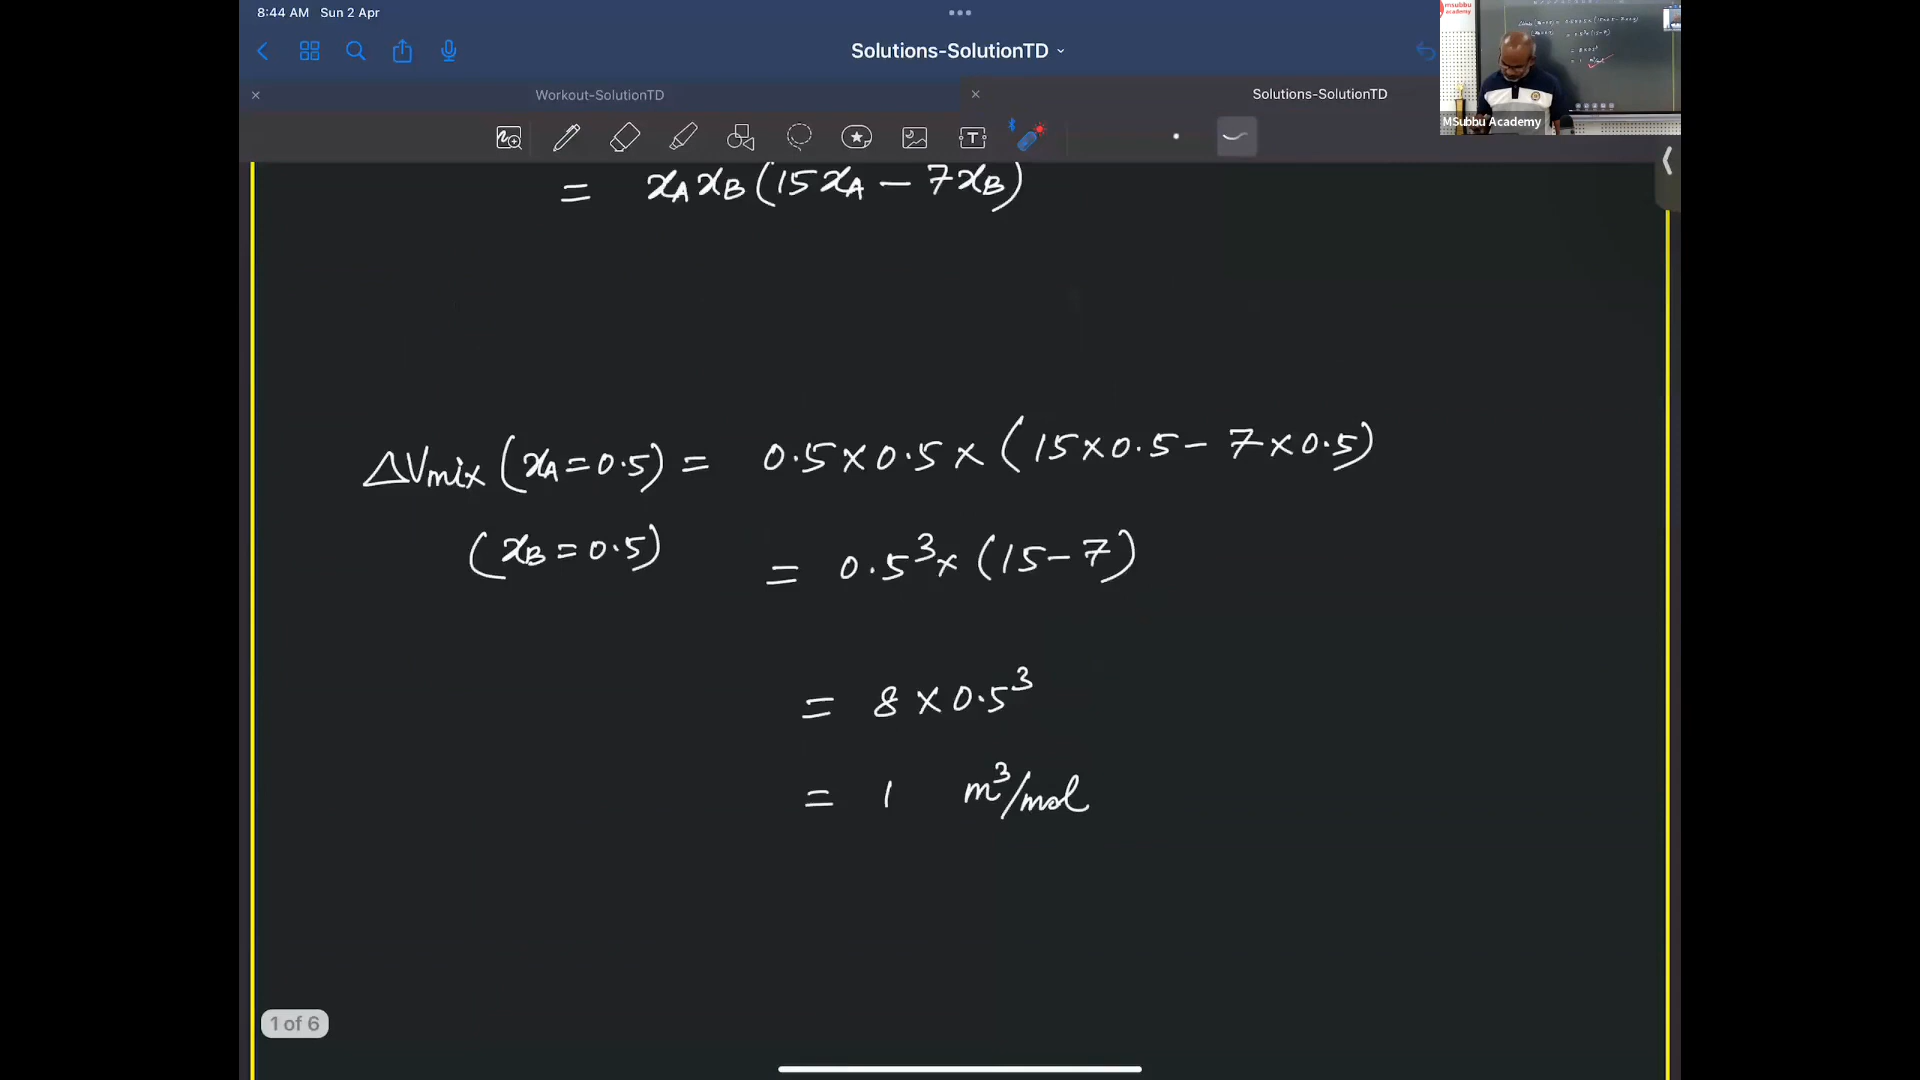 8:44 AM Sun 2 Apr
Solutions-SolutionTD
Workout-SolutionTD
Solutions-SolutionTD
msubbu
academy
MSubbu Academy
= xAxB(15xA − 7xB)
ΔVmix (xA=0.5) = 0.5×0.5×(15×0.5− 7×0.5)
(xB=0.5) = 0.5³×(15−7)
= 8×0.5³
= 1 m³/mol
1 of 6